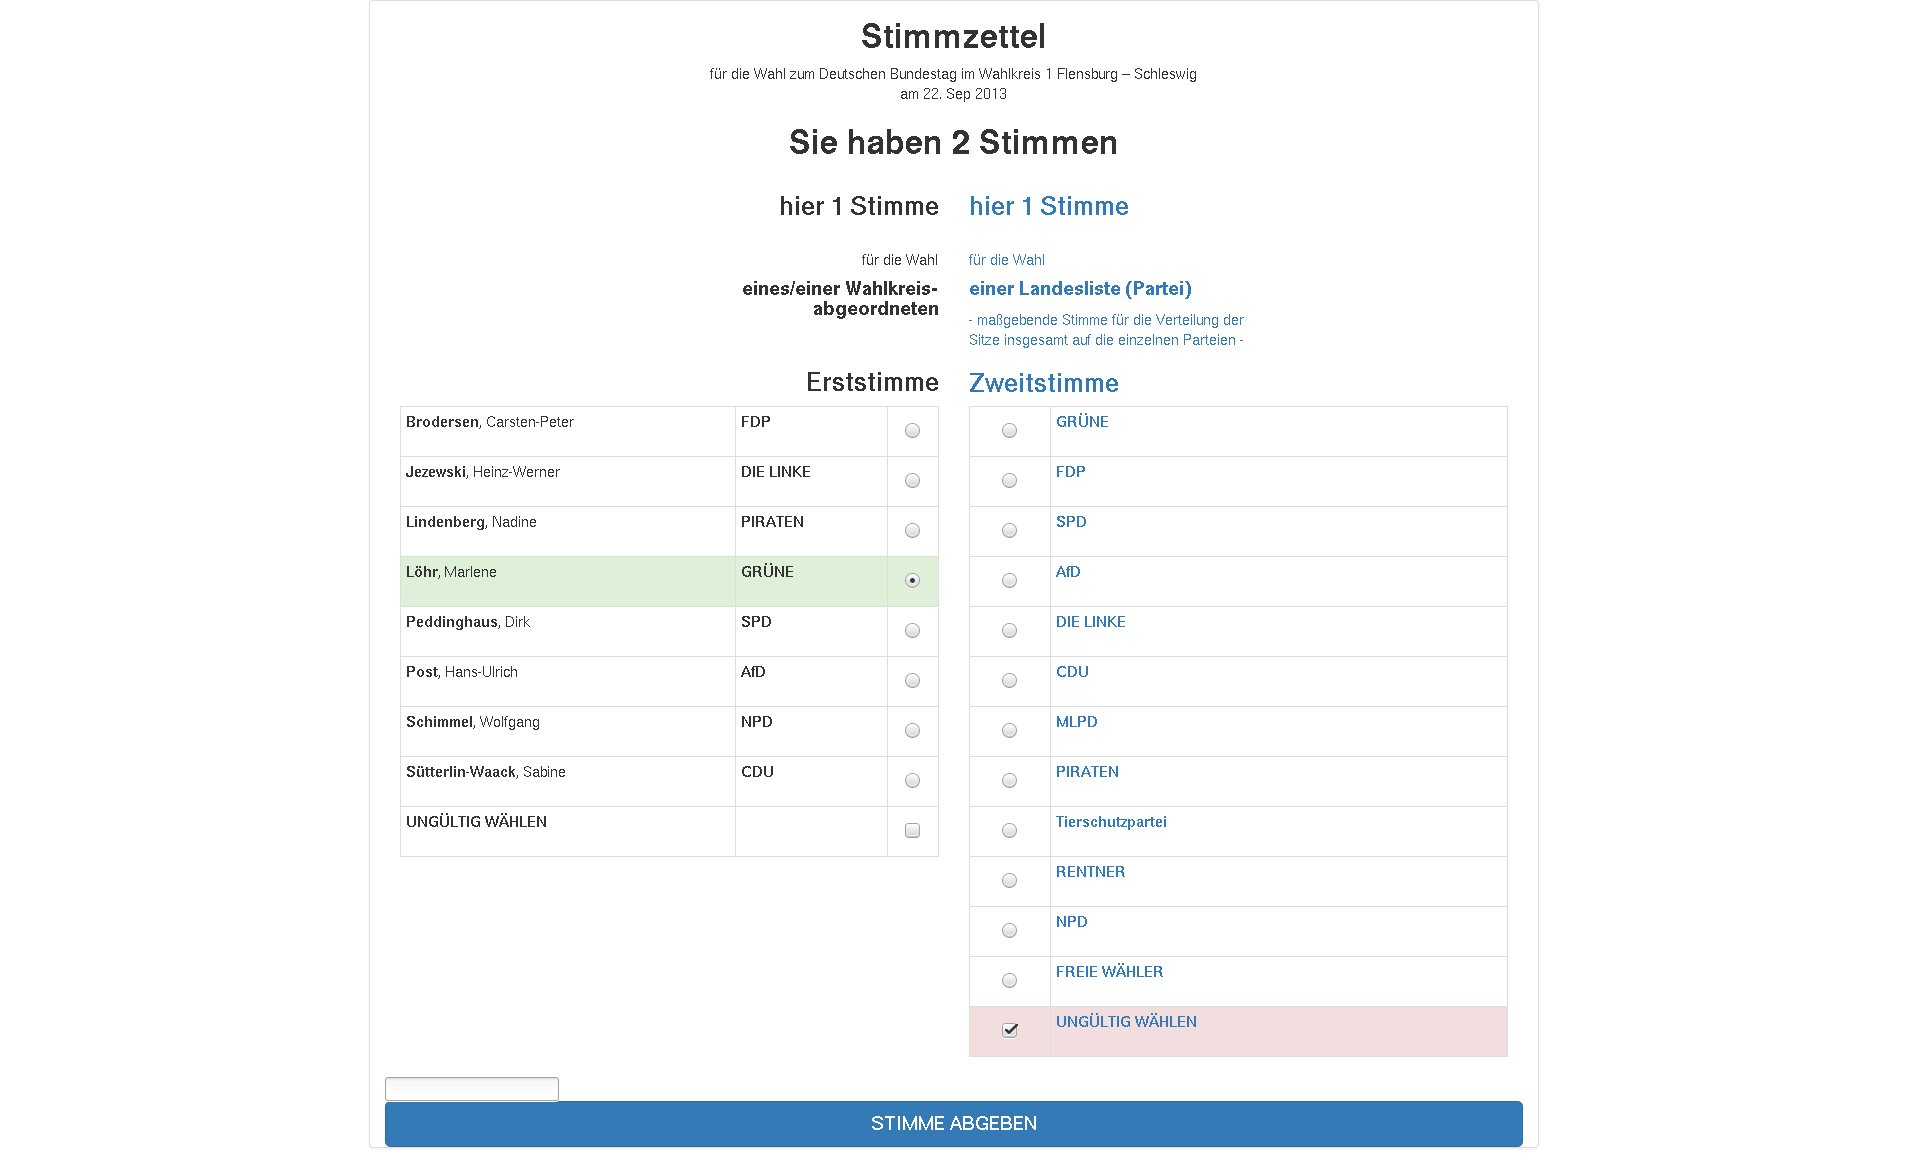 Stimmzettel
für die Wahl zum Deutschen Bundestag im Wahlkreis 1 Flensburg – Schleswig
am 22. Sep 2013
Sie haben 2 Stimmen
hier 1 Stimme
für die Wahl
eines/einer Wahlkreis-
abgeordneten
Erststimme
Brodersen, Carsten-Peter FDP
Jezewski, Heinz-Werner DIE LINKE
Lindenberg, Nadine PIRATEN
Löhr, Marlene GRÜNE
Peddinghaus, Dirk SPD
Post, Hans-Ulrich AfD
Schimmel, Wolfgang NPD
Sütterlin-Waack, Sabine CDU
UNGÜLTIG WÄHLEN
hier 1 Stimme
für die Wahl
einer Landesliste (Partei)
- maßgebende Stimme für die Verteilung der
Sitze insgesamt auf die einzelnen Parteien -
Zweitstimme
GRÜNE
FDP
SPD
AfD
DIE LINKE
CDU
MLPD
PIRATEN
Tierschutzpartei
RENTNER
NPD
FREIE WÄHLER
UNGÜLTIG WÄHLEN
STIMME ABGEBEN